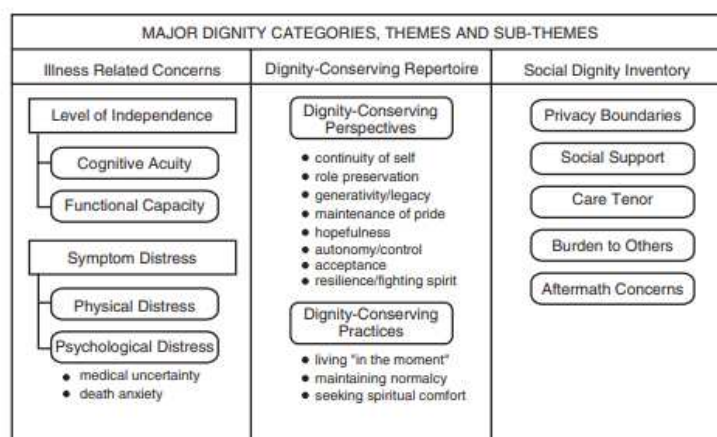 MAJOR DIGNITY CATEGORIES, THEMES AND SUB-THEMES
Illness Related Concerns
Level of Independence
Cognitive Acuity
Functional Capacity
Symptom Distress
Physical Distress
Psychological Distress
medical uncertainty
death anxiety
Dignity-Conserving Repertoire
Dignity-Conserving
Perspectives
continuity of self
role preservation
generativity/legacy
maintenance of pride
hopefulness
autonomy/control
acceptance
resilience/fighting spirit
Dignity-Conserving
Practices
living "in the moment"
maintaining normalcy
seeking spiritual comfort
Social Dignity Inventory
Privacy Boundaries
Social Support
Care Tenor
Burden to Others
Aftermath Concerns